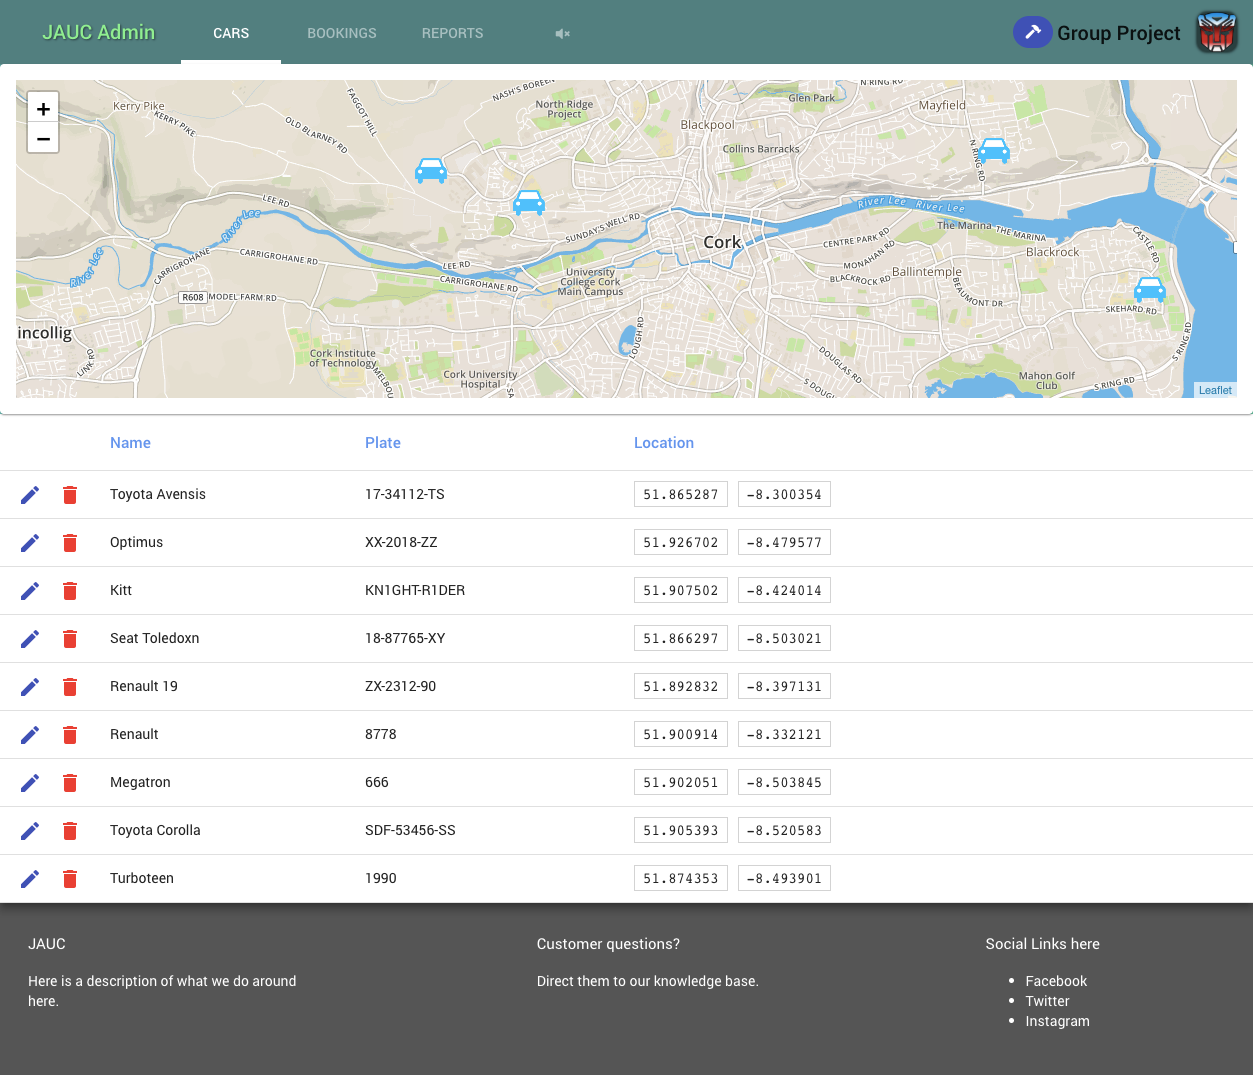 JAUC Admin
CARS
BOOKINGS
REPORTS
Group Project
+
−
Kerry Pike
KERRY PIKE
FAGGOT HILL
OLD BLARNEY RD
NASH'S BOREEN
North Ridge
Project
Blackpool
Collins Barracks
Glen Park
N RING RD
Mayfield
N RING RD
LEE RD
River Lee
River Lee
CARRIGROHANE RD
CARRIGROHANE RD
LEE RD
SUNDAY'S WELL RD
Cork
University
College Cork
Main Campus
River Lee
River Lee
The Marina
THE MARINA
CENTRE PARK RD
MONAHAN RD
BLACKROCK RD
Ballintemple
BEAUMONT DR
Blackrock
CASTLE RD
SKEHARD RD
S RING RD
R608
MODEL FARM RD
incollig
LINK RD
Cork Institute
of Technology
MELBOU
Cork University
Hospital
LOUGH RD
DOUGLAS RD
S DOUG
Mahon Golf
Club
S RING RD
Leaflet
Name Plate Location
Toyota Avensis 17-34112-TS 51.865287 -8.300354
Optimus XX-2018-ZZ 51.926702 -8.479577
Kitt KN1GHT-R1DER 51.907502 -8.424014
Seat Toledoxn 18-87765-XY 51.866297 -8.503021
Renault 19 ZX-2312-90 51.892832 -8.397131
Renault 8778 51.900914 -8.332121
Megatron 666 51.902051 -8.503845
Toyota Corolla SDF-53456-SS 51.905393 -8.520583
Turboteen 1990 51.874353 -8.493901
JAUC
Here is a description of what we do around
here.
Customer questions?
Direct them to our knowledge base.
Social Links here
Facebook
Twitter
Instagram